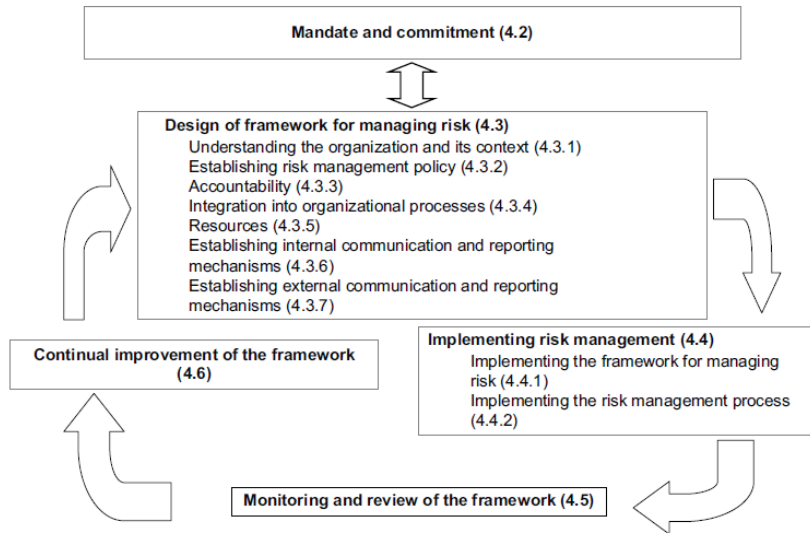 Mandate and commitment (4.2)
Design of framework for managing risk (4.3)
Understanding the organization and its context (4.3.1)
Establishing risk management policy (4.3.2)
Accountability (4.3.3)
Integration into organizational processes (4.3.4)
Resources (4.3.5)
Establishing internal communication and reporting
mechanisms (4.3.6)
Establishing external communication and reporting
mechanisms (4.3.7)
Implementing risk management (4.4)
Implementing the framework for managing
risk (4.4.1)
Implementing the risk management process
(4.4.2)
Continual improvement of the framework
(4.6)
Monitoring and review of the framework (4.5)